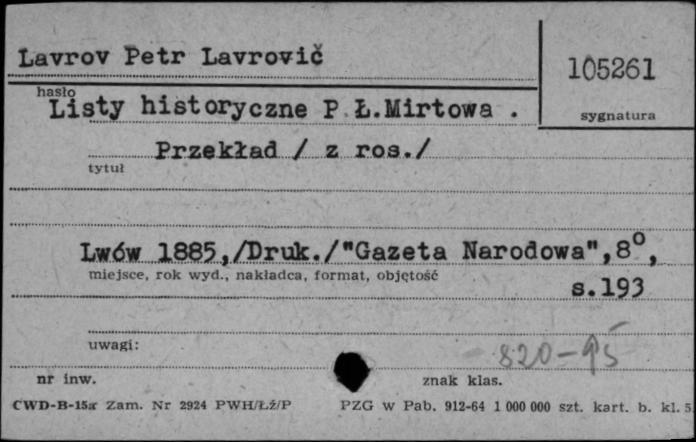 Lavrov Petr Lavrovič
105261
hasło
sygnatura
Listy historyczne P.Ł.Mirtowa .
Przekład / z ros./
tytuł
Lwów 1885,/Druk./"Gazeta Narodowa",8°,
miejsce, rok wyd., nakładca, format, objętość
s.193
uwagi:
820-95
nr inw.
znak klas.
CWD-B-15a Zam. Nr 2924 PWH/Łź/P PZG w Pab. 912-64 1 000 000 szt. kart. b. kl. 5